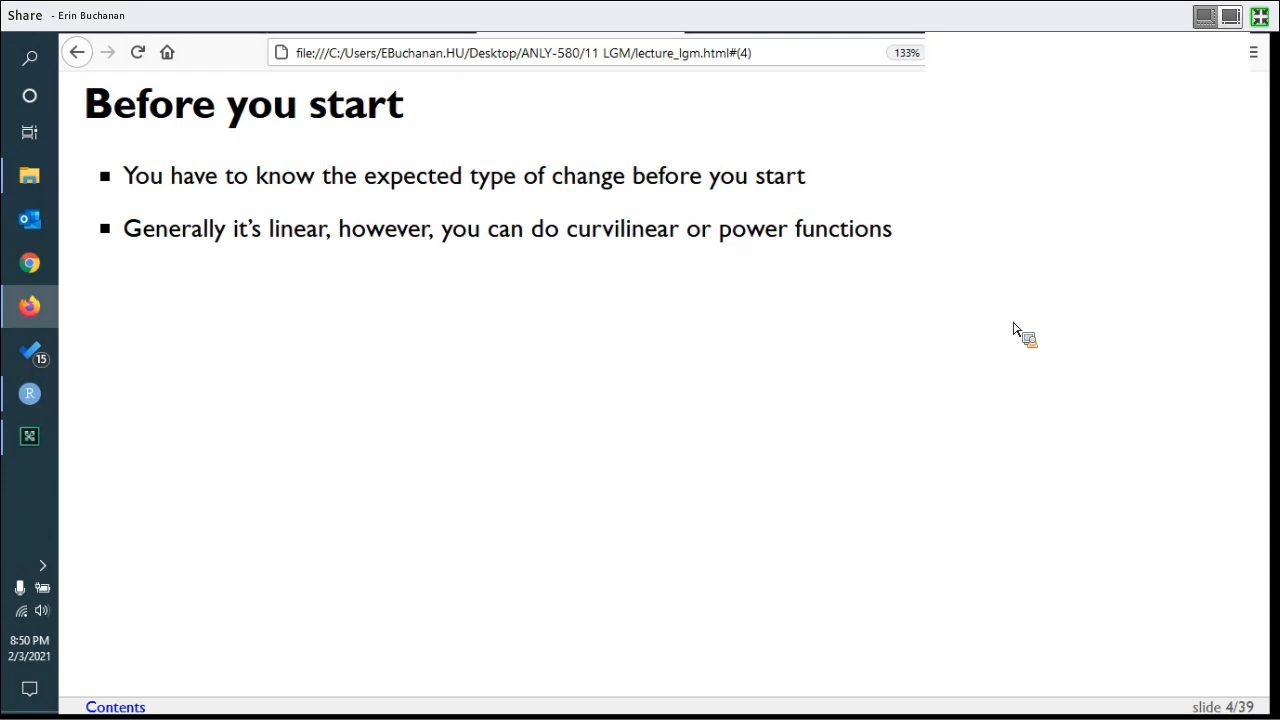 Share - Erin Buchanan
file:///C:/Users/EBuchanan.HU/Desktop/ANLY-580/11 LGM/lecture_lgm.html#(4)
133%
Before you start
You have to know the expected type of change before you start
Generally it's linear, however, you can do curvilinear or power functions
15
R
8:50 PM
2/3/2021
Contents
slide 4/39